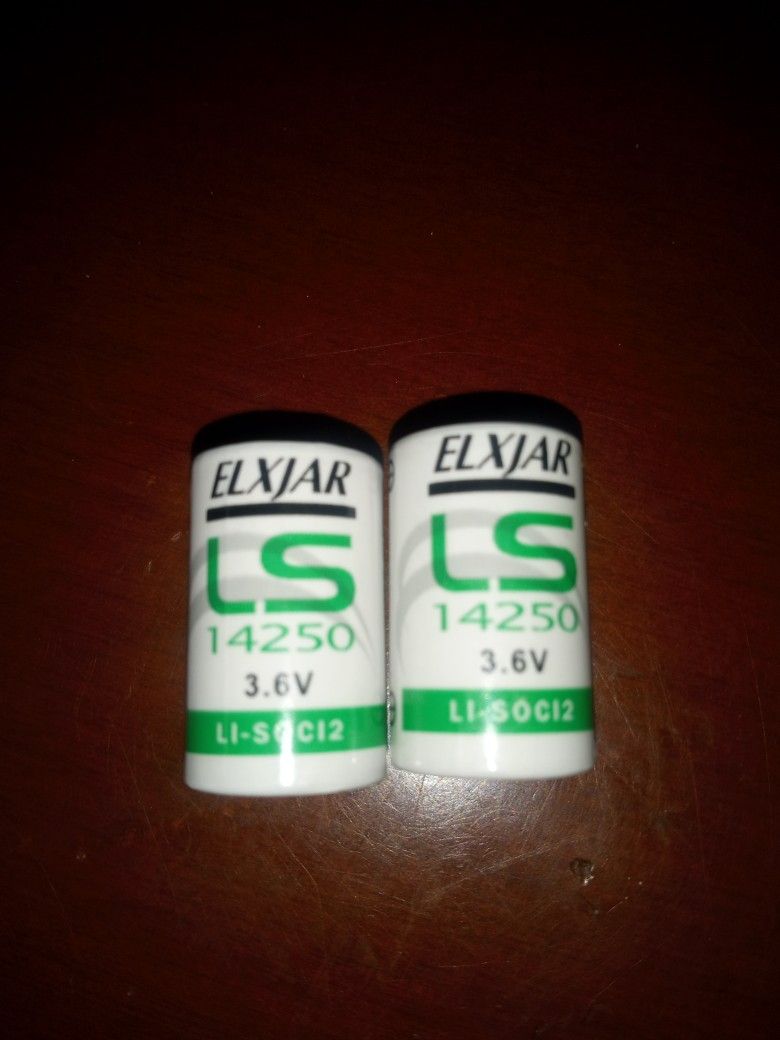 ELXJAR
LS
14250
3.6V
LI-SOCI2
ELXJAR
LS
14250
3.6V
LI-SOCI2